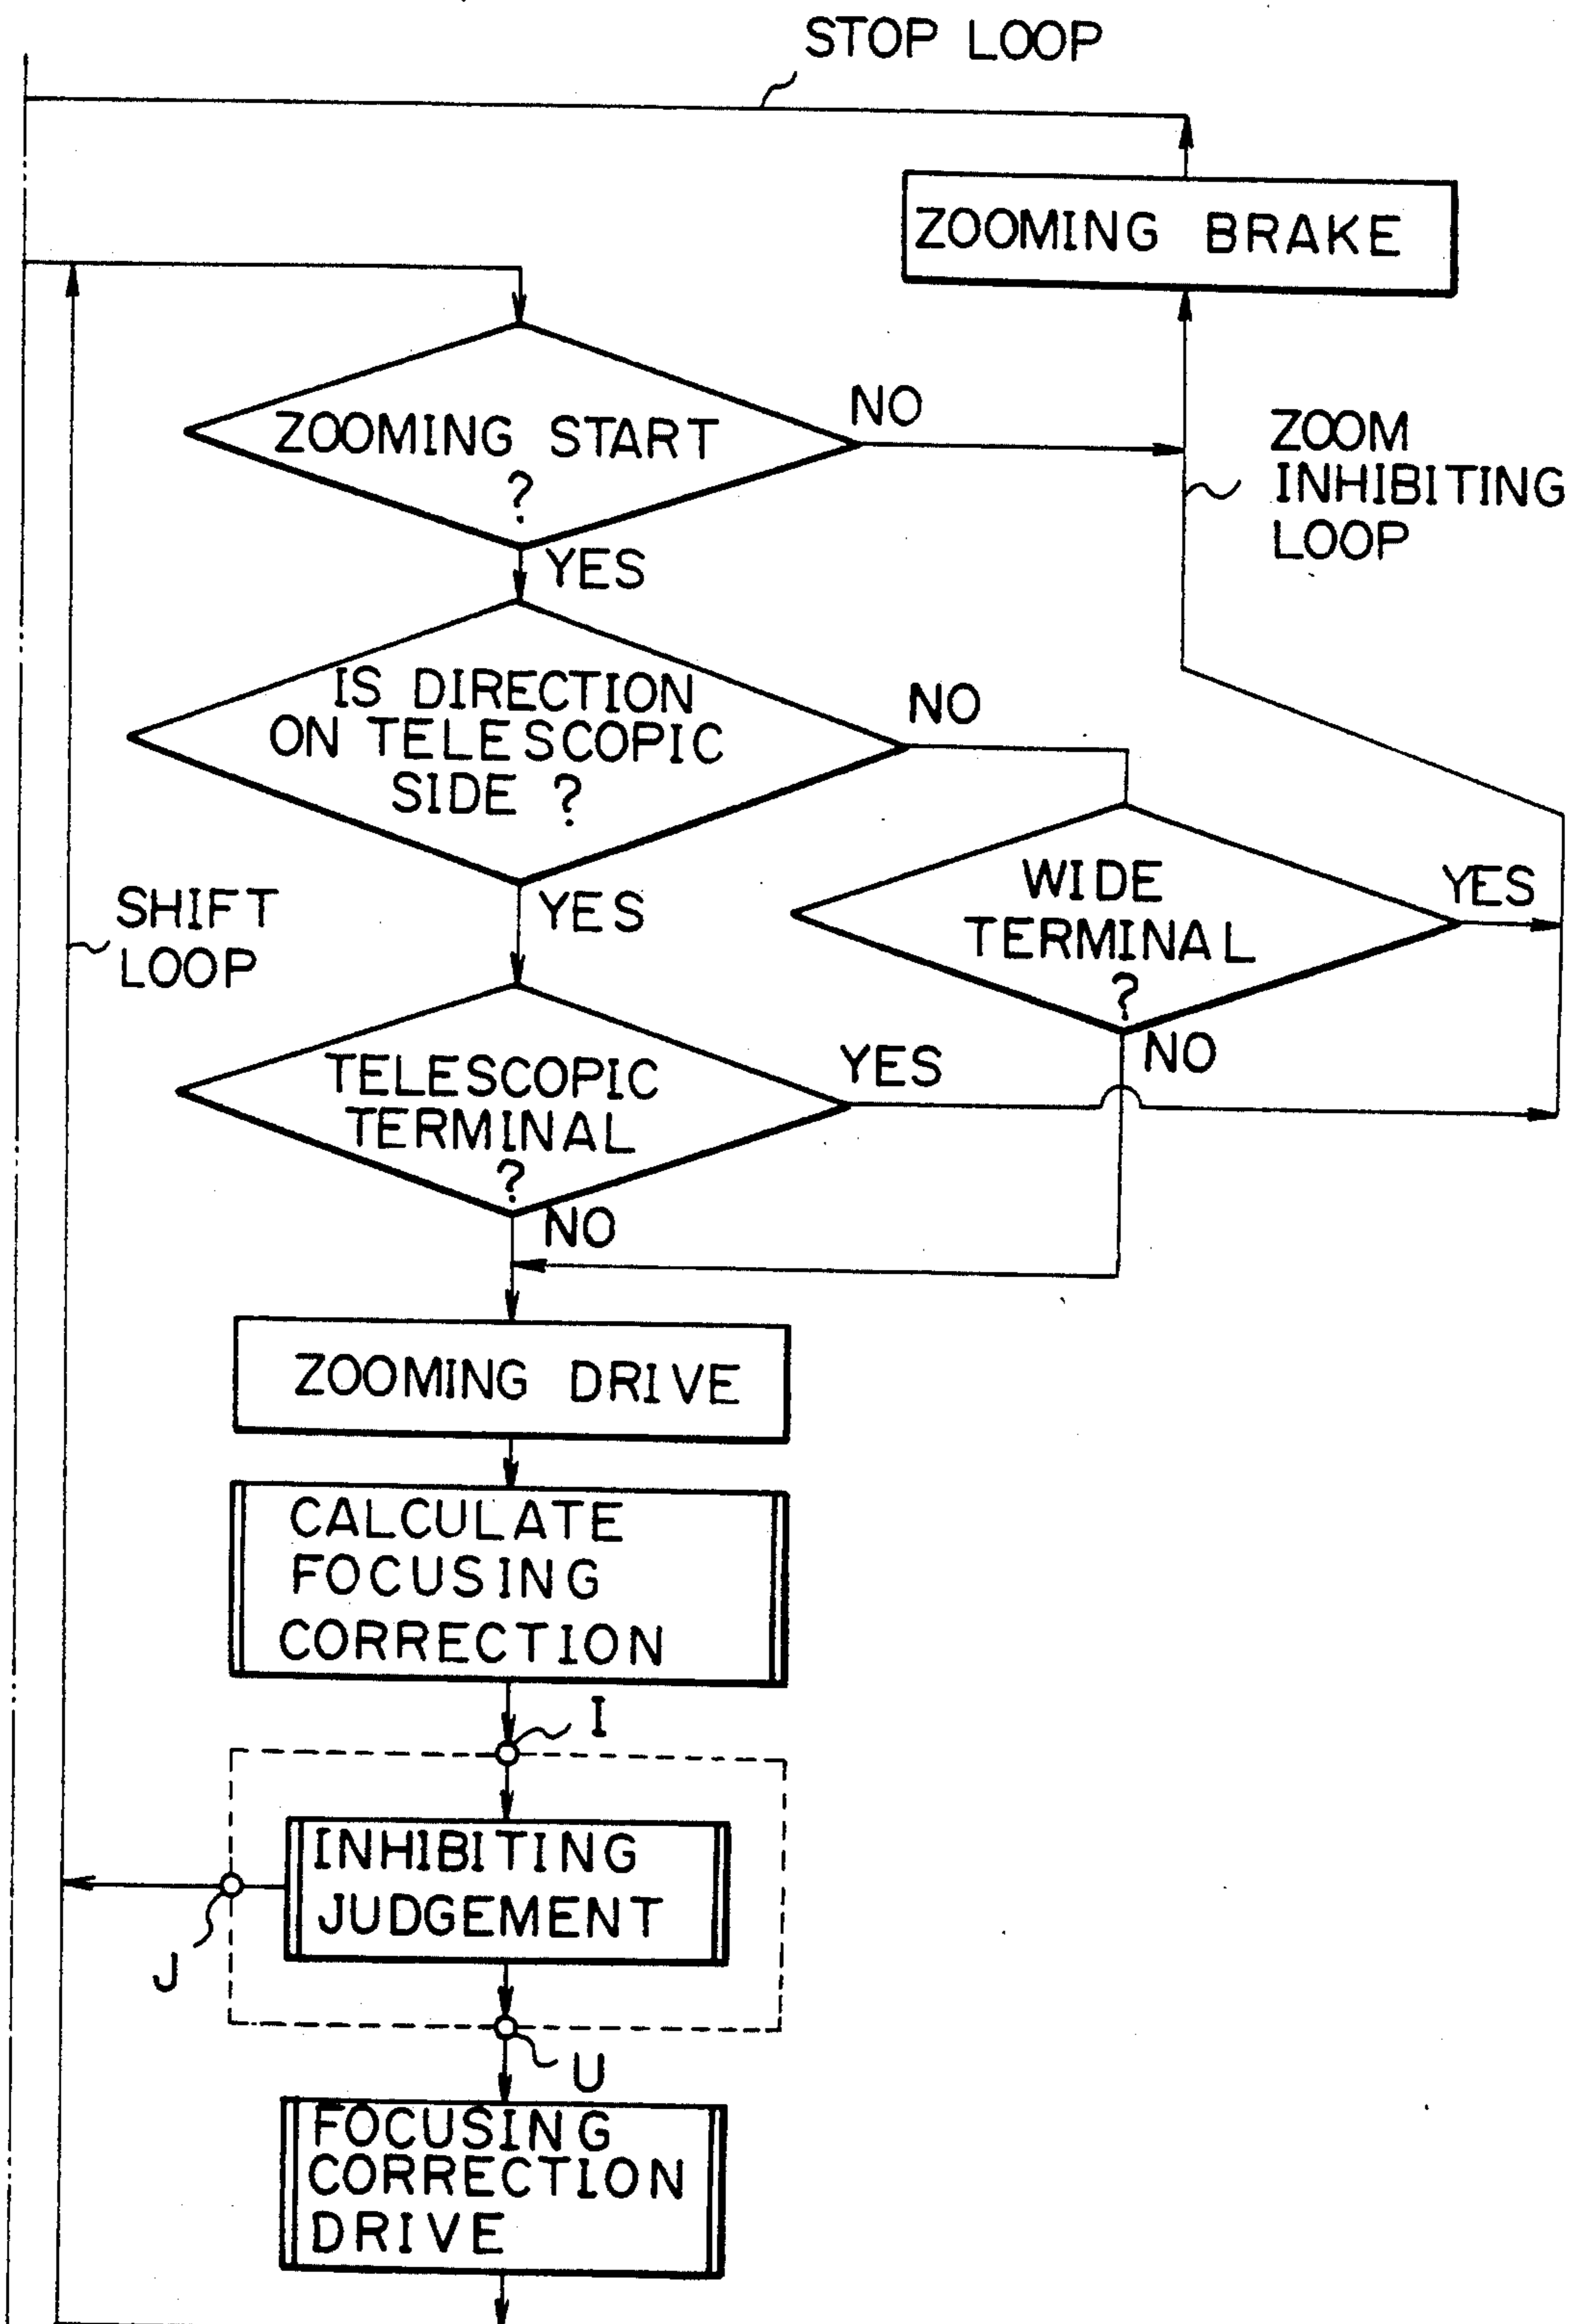 STOP LOOP
ZOOMING BRAKE
ZOOMING START
?
NO
ZOOM
INHIBITING
LOOP
YES
IS DIRECTION
ON TELESCOPIC
SIDE ?
NO
YES
WIDE
TERMINAL
?
YES
NO
SHIFT
LOOP
TELESCOPIC
TERMINAL
?
YES
NO
ZOOMING DRIVE
CALCULATE
FOCUSING
CORRECTION
I
INHIBITING
JUDGEMENT
J
U
FOCUSING
CORRECTION
DRIVE